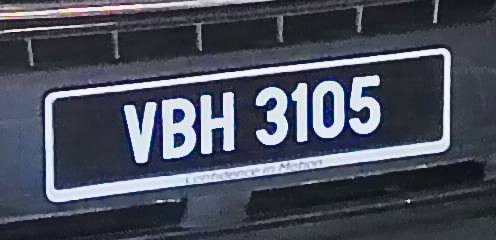 VBH 3105
Confidence in Motion